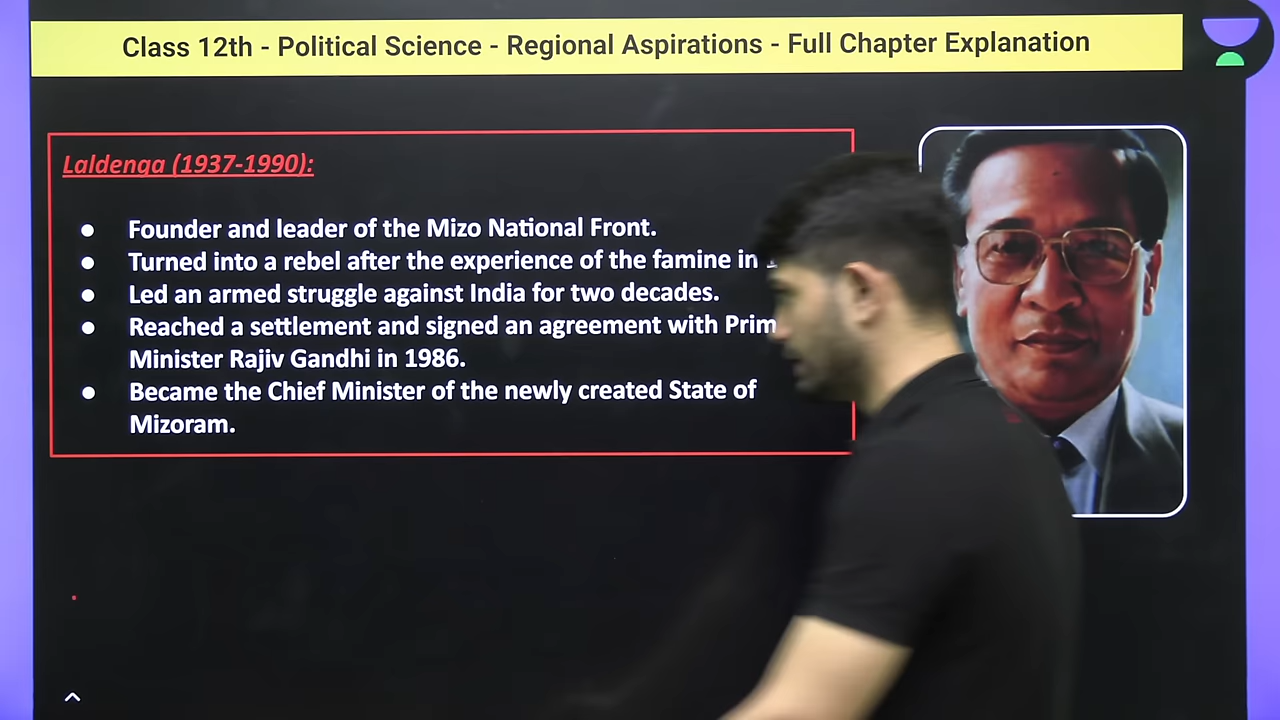 Class 12th - Political Science - Regional Aspirations - Full Chapter Explanation
Laldenga (1937-1990):
● Founder and leader of the Mizo National Front.
● Turned into a rebel after the experience of the famine in
● Led an armed struggle against India for two decades.
● Reached a settlement and signed an agreement with Prim
Minister Rajiv Gandhi in 1986.
● Became the Chief Minister of the newly created State of
Mizoram.